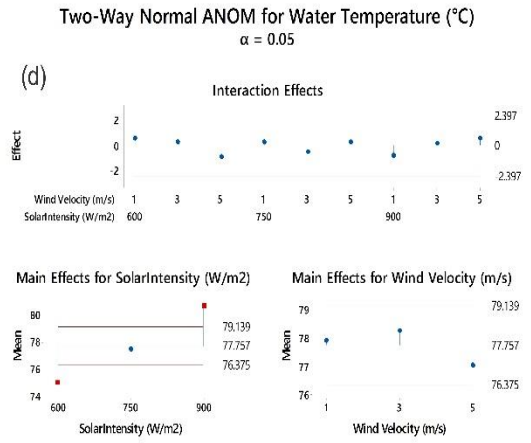 Two-Way Normal ANOM for Water Temperature (°C)
α = 0.05
(d)
Interaction Effects
Effect
2
0
-2
2.397
0
-2.397
Wind Velocity (m/s) 1 3 5 1 3 5 1 3 5
SolarIntensity (W/m2) 600 750 900
Main Effects for SolarIntensity (W/m2)
Mean
80
78
76
74
79.139
77.757
76.375
600 750 900
SolarIntensity (W/m2)
Main Effects for Wind Velocity (m/s)
Mean
79
78
77
76
79.139
77.757
76.375
1 3 5
Wind Velocity (m/s)